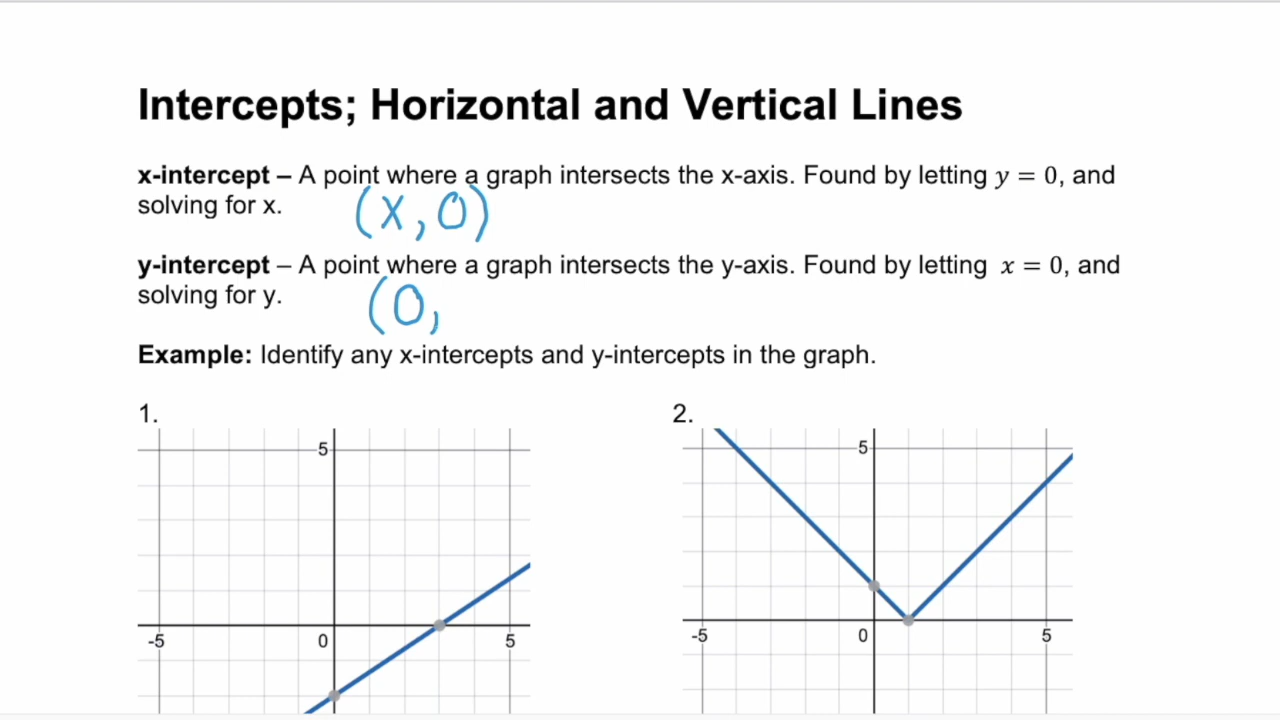 Intercepts; Horizontal and Vertical Lines
x-intercept – A point where a graph intersects the x-axis. Found by letting y = 0, and
solving for x.
(x,0)
y-intercept – A point where a graph intersects the y-axis. Found by letting x = 0, and
solving for y.
(0,
Example: Identify any x-intercepts and y-intercepts in the graph.
1.
2.
5
5
-5
0
5
-5
0
5